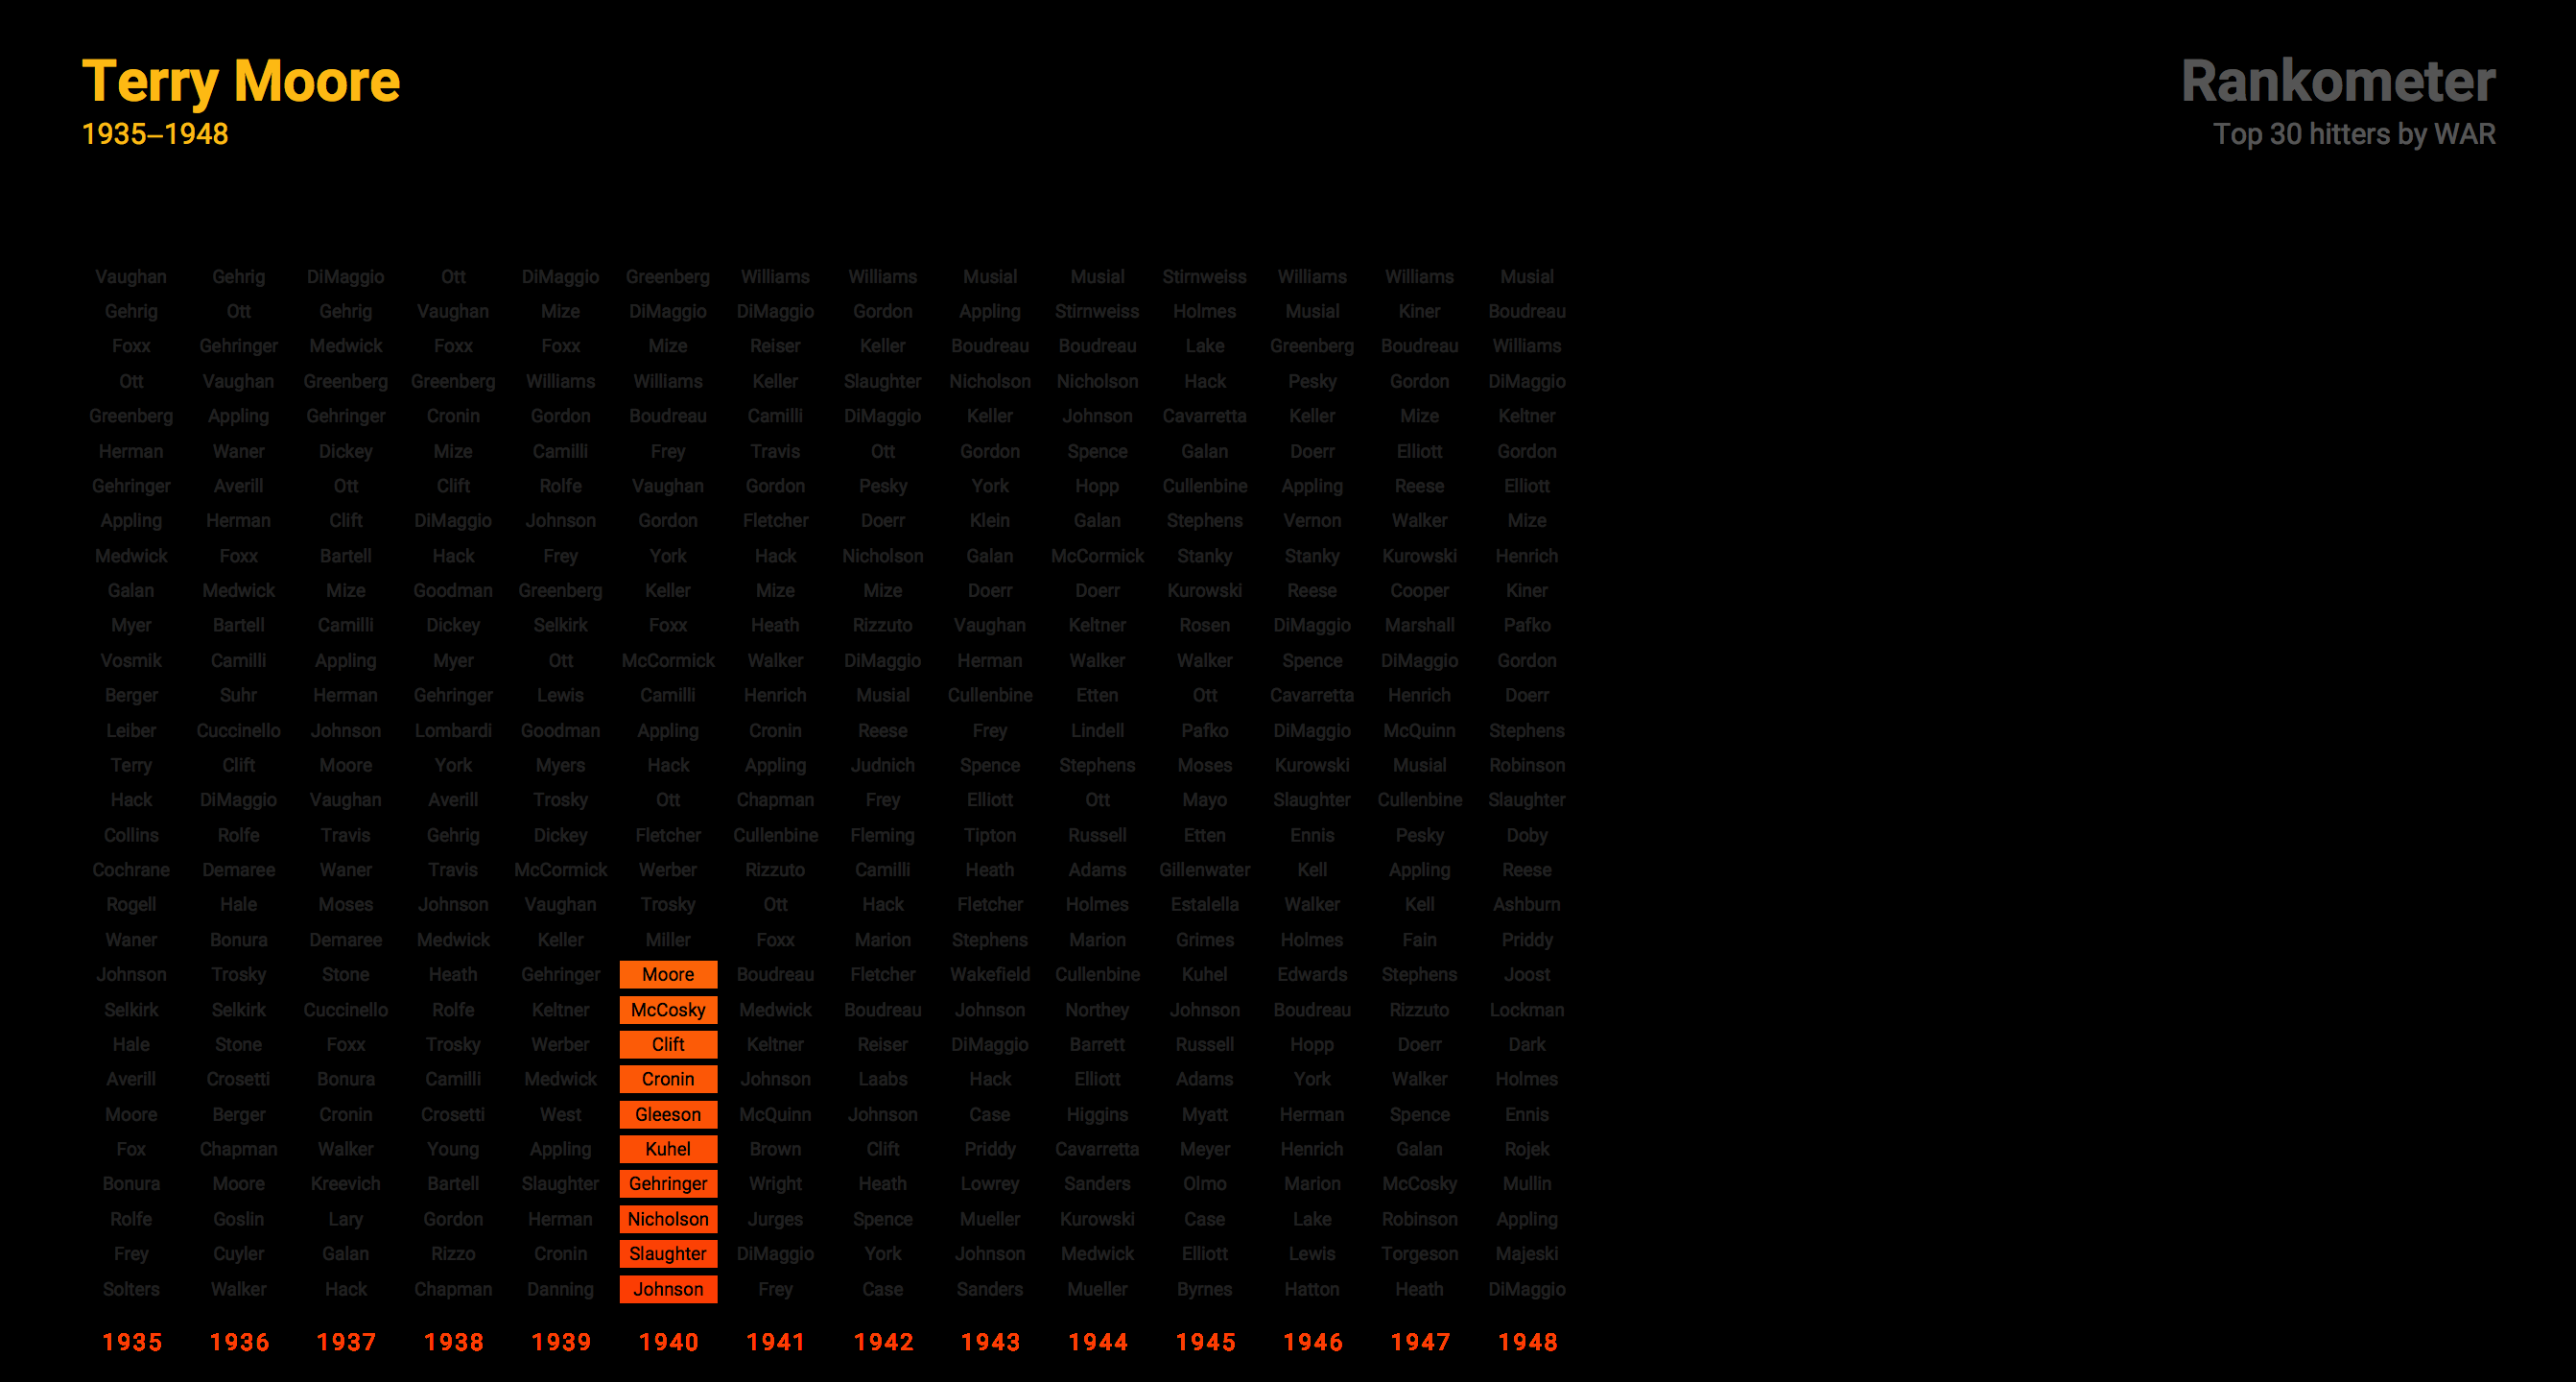 Terry Moore
1935–1948
Rankometer
Top 30 hitters by WAR
Vaughan Gehrig DiMaggio Ott DiMaggio Greenberg Williams Williams Musial Musial Stirnweiss Williams Williams Musial
Gehrig Ott Gehrig Vaughan Mize DiMaggio DiMaggio Gordon Appling Stirnweiss Holmes Musial Kiner Boudreau
Foxx Gehringer Medwick Foxx Foxx Mize Reiser Keller Boudreau Boudreau Lake Greenberg Boudreau Williams
Ott Vaughan Greenberg Greenberg Williams Williams Keller Slaughter Nicholson Nicholson Hack Pesky Gordon DiMaggio
Greenberg Appling Gehringer Cronin Gordon Boudreau Camilli DiMaggio Keller Johnson Cavarretta Keller Mize Keltner
Herman Waner Dickey Mize Camilli Frey Travis Ott Gordon Spence Galan Doerr Elliott Gordon
Gehringer Averill Ott Clift Rolfe Vaughan Gordon Pesky York Hopp Cullenbine Appling Reese Elliott
Appling Herman Clift DiMaggio Johnson Gordon Fletcher Doerr Klein Galan Stephens Vernon Walker Mize
Medwick Foxx Bartell Hack Frey York Hack Nicholson Galan McCormick Stanky Stanky Kurowski Henrich
Galan Medwick Mize Goodman Greenberg Keller Mize Mize Doerr Doerr Kurowski Reese Cooper Kiner
Myer Bartell Camilli Dickey Selkirk Foxx Heath Rizzuto Vaughan Keltner Rosen DiMaggio Marshall Pafko
Vosmik Camilli Appling Myer Ott McCormick Walker DiMaggio Herman Walker Walker Spence DiMaggio Gordon
Berger Suhr Herman Gehringer Lewis Camilli Henrich Musial Cullenbine Etten Ott Cavarretta Henrich Doerr
Leiber Cuccinello Johnson Lombardi Goodman Appling Cronin Reese Frey Lindell Pafko DiMaggio McQuinn Stephens
Terry Clift Moore York Myers Hack Appling Judnich Spence Stephens Moses Kurowski Musial Robinson
Hack DiMaggio Vaughan Averill Trosky Ott Chapman Frey Elliott Ott Mayo Slaughter Cullenbine Slaughter
Collins Rolfe Travis Gehrig Dickey Fletcher Cullenbine Fleming Tipton Russell Etten Ennis Pesky Doby
Cochrane Demaree Waner Travis McCormick Werber Rizzuto Camilli Heath Adams Gillenwater Kell Appling Reese
Rogell Hale Moses Johnson Vaughan Trosky Ott Hack Fletcher Holmes Estalella Walker Kell Ashburn
Waner Bonura Demaree Medwick Keller Miller Foxx Marion Stephens Marion Grimes Holmes Fain Priddy
Johnson Trosky Stone Heath Gehringer Moore Boudreau Fletcher Wakefield Cullenbine Kuhel Edwards Stephens Joost
Selkirk Selkirk Cuccinello Rolfe Keltner McCosky Medwick Boudreau Johnson Northey Johnson Boudreau Rizzuto Lockman
Hale Stone Foxx Trosky Werber Clift Keltner Reiser DiMaggio Barrett Russell Hopp Doerr Dark
Averill Crosetti Bonura Camilli Medwick Cronin Johnson Laabs Hack Elliott Adams York Walker Holmes
Moore Berger Cronin Crosetti West Gleeson McQuinn Johnson Case Higgins Myatt Herman Spence Ennis
Fox Chapman Walker Young Appling Kuhel Brown Clift Priddy Cavarretta Meyer Henrich Galan Rojek
Bonura Moore Kreevich Bartell Slaughter Gehringer Wright Heath Lowrey Sanders Olmo Marion McCosky Mullin
Rolfe Goslin Lary Gordon Herman Nicholson Jurges Spence Mueller Kurowski Case Lake Robinson Appling
Frey Cuyler Galan Rizzo Cronin Slaughter DiMaggio York Johnson Medwick Elliott Lewis Torgeson Majeski
Solters Walker Hack Chapman Danning Johnson Frey Case Sanders Mueller Byrnes Hatton Heath DiMaggio
1935 1936 1937 1938 1939 1940 1941 1942 1943 1944 1945 1946 1947 1948